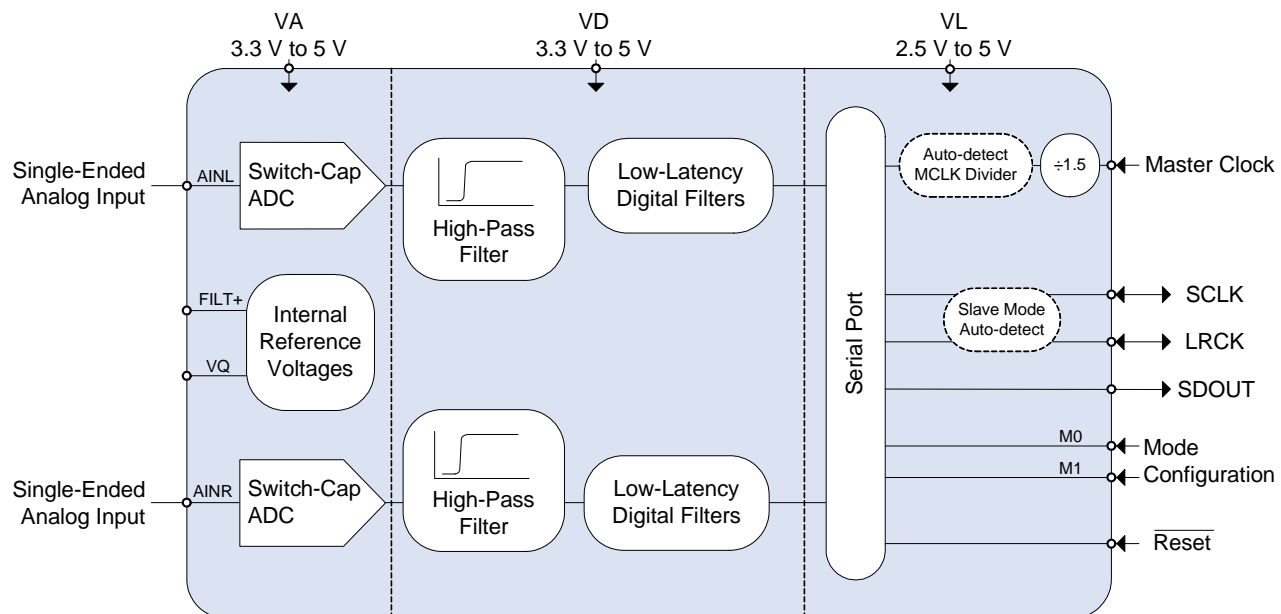 VA
3.3 V to 5 V
VD
3.3 V to 5 V
VL
2.5 V to 5 V
Single-Ended
Analog Input
AINL
Switch-Cap
ADC
High-Pass
Filter
Low-Latency
Digital Filters
Serial Port
Auto-detect
MCLK Divider
÷1.5
Master Clock
FILT+
VQ
Internal
Reference
Voltages
Slave Mode
Auto-detect
SCLK
LRCK
SDOUT
Single-Ended
Analog Input
AINR
Switch-Cap
ADC
High-Pass
Filter
Low-Latency
Digital Filters
M0
M1
Mode
Configuration
Reset